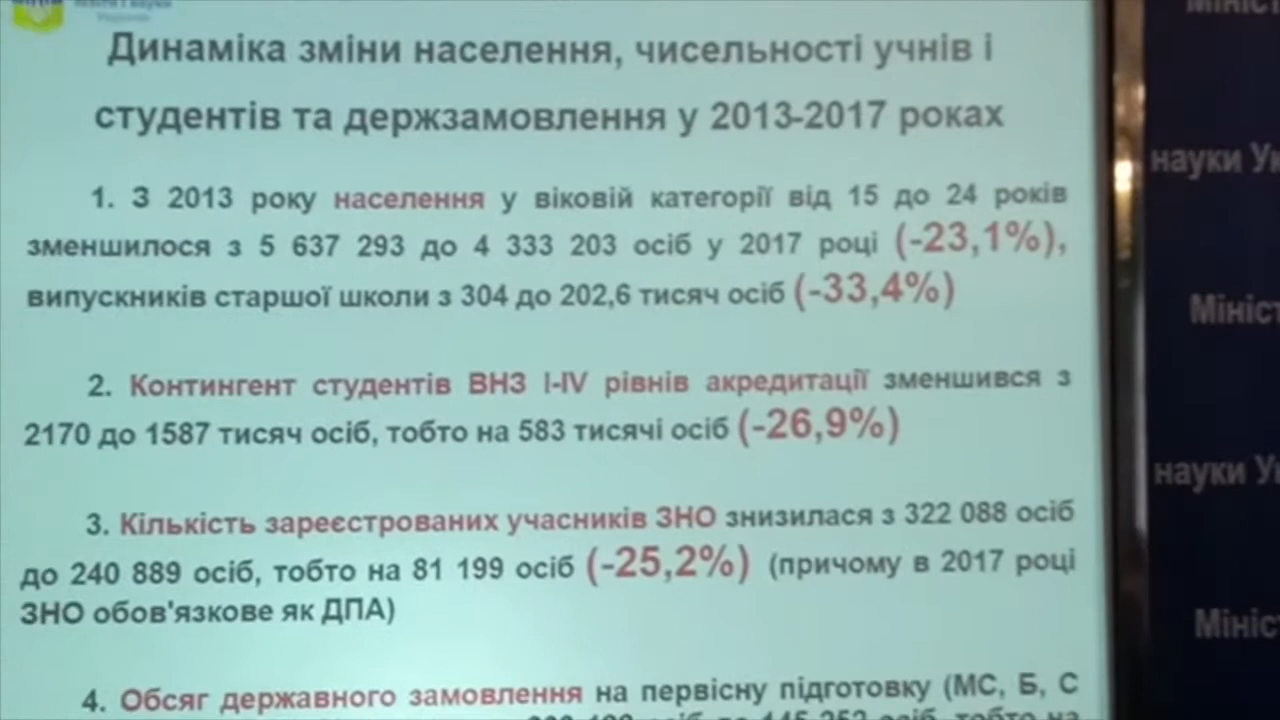 Динаміка зміни населення, чисельності учнів і
студентів та держзамовлення у 2013-2017 роках
1. З 2013 року населення у віковій категорії від 15 до 24 років
зменшилося з 5 637 293 до 4 333 203 осіб у 2017 році (-23,1%),
випускників старшої школи з 304 до 202,6 тисяч осіб (-33,4%)
2. Контингент студентів ВНЗ І-IV рівнів акредитації зменшився з
2170 до 1587 тисяч осіб, тобто на 583 тисячі осіб (-26,9%)
3. Кількість зареєстрованих учасників ЗНО знизилася з 322 088 осіб
до 240 889 осіб, тобто на 81 199 осіб (-25,2%) (причому в 2017 році
ЗНО обов'язкове як ДПА)
4. Обсяг державного замовлення на первісну підготовку (МС, Б, С
науки Ук
Мініст
науки Ук
Мініс